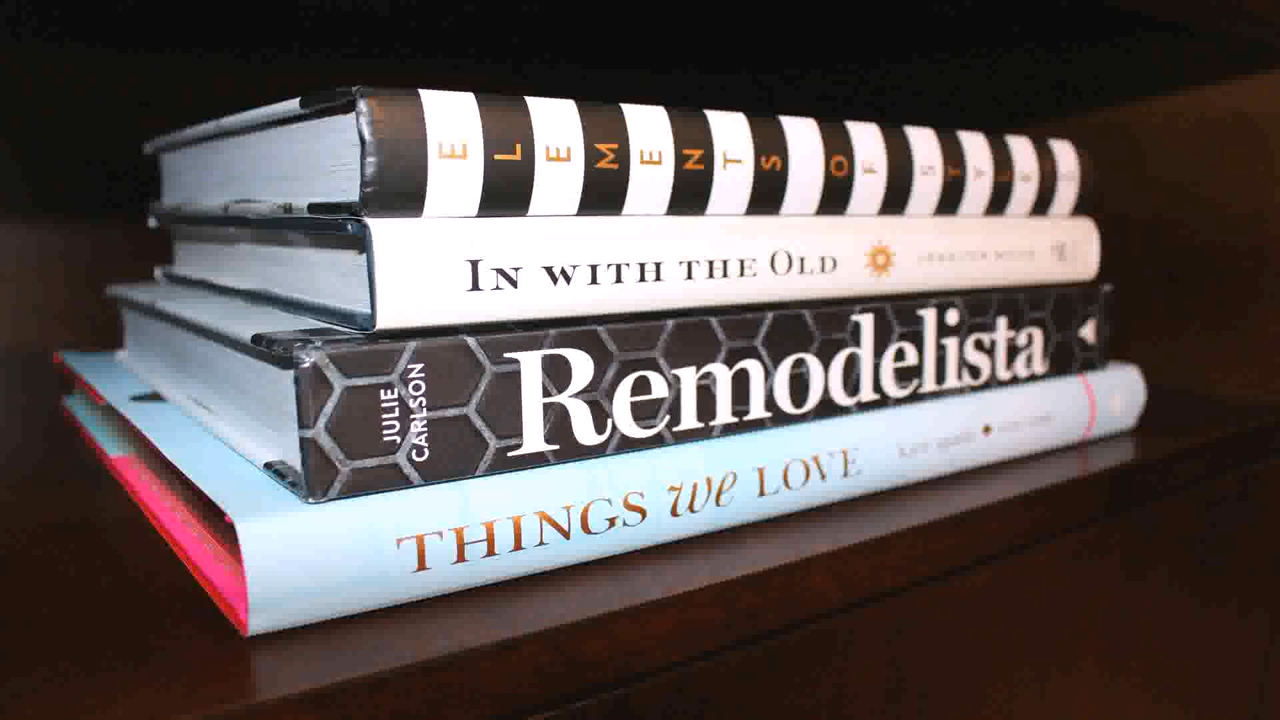 ELEMENTS OF STYLE
IN WITH THE OLD
JULIE
CARLSON
Remodelista
THINGS we LOVE